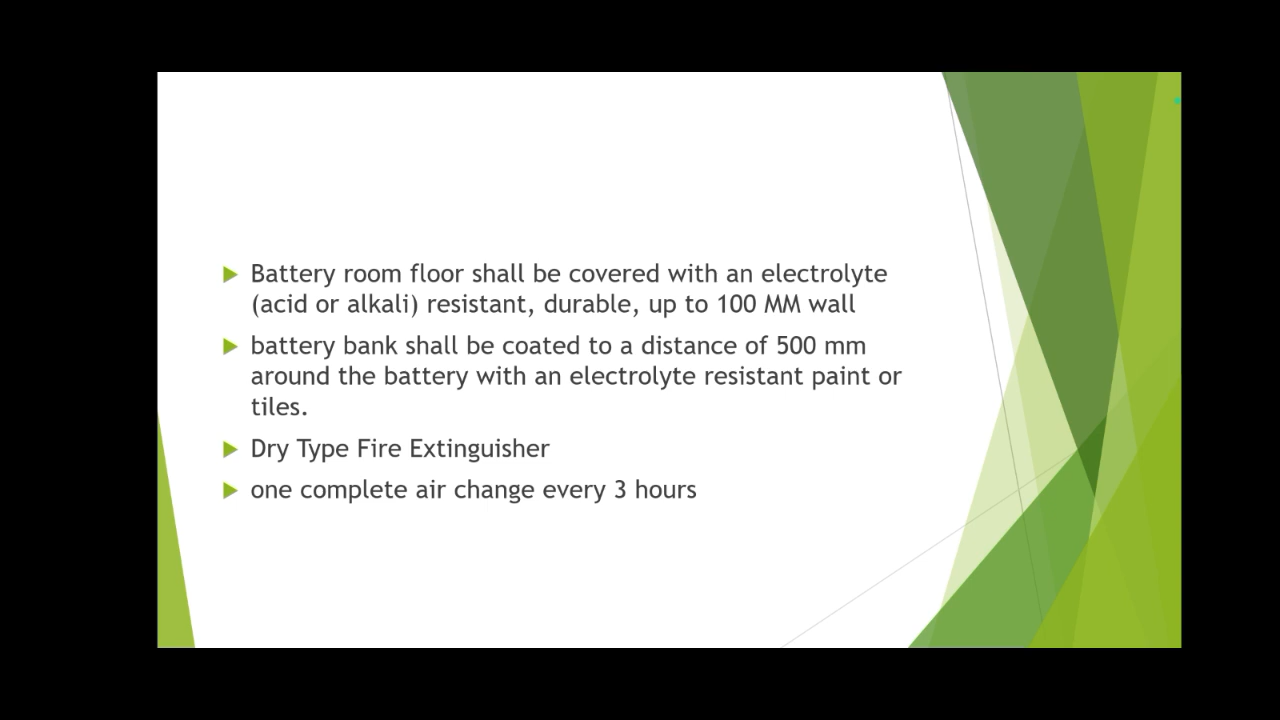 Battery room floor shall be covered with an electrolyte
(acid or alkali) resistant, durable, up to 100 MM wall
battery bank shall be coated to a distance of 500 mm
around the battery with an electrolyte resistant paint or
tiles.
Dry Type Fire Extinguisher
one complete air change every 3 hours